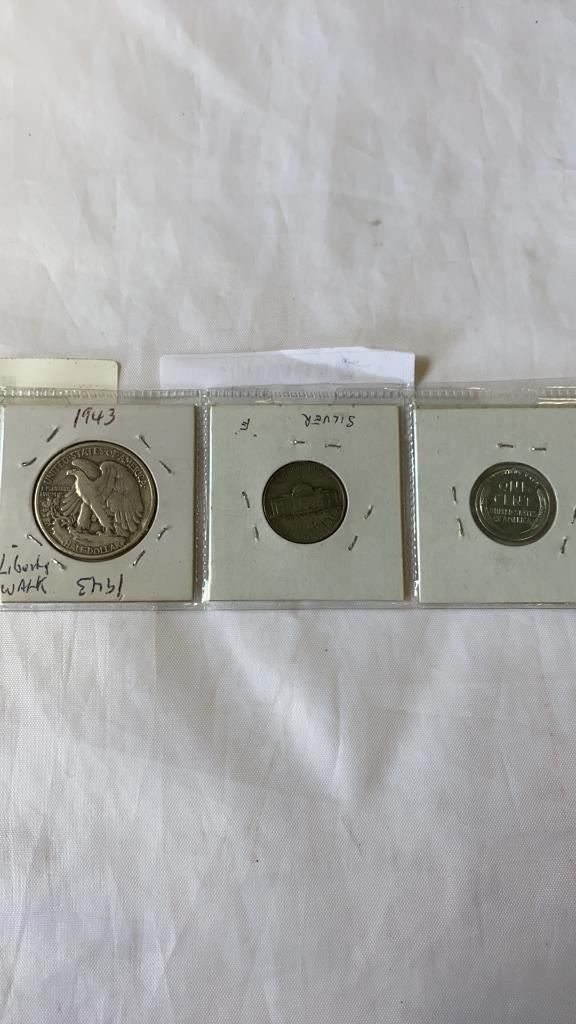 1943
UNITED STATES OF AMERICA
HALF DOLLAR
Liberty
WALK
1943
SILVER
"F"
ONE
CENT
UNITED STATES
OF AMERICA